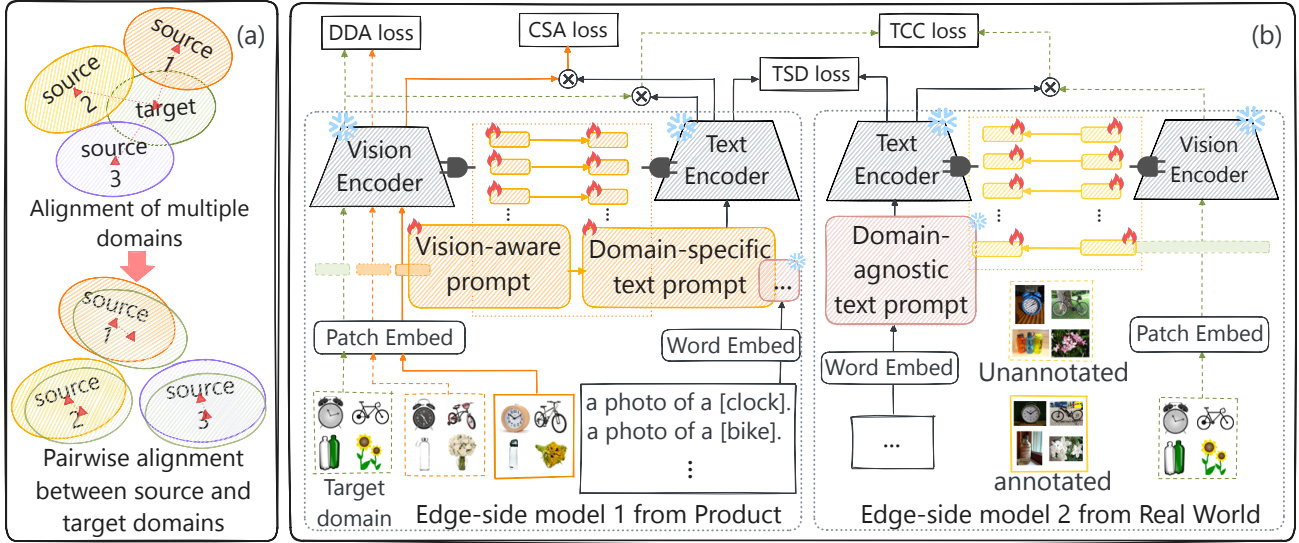 (a)
source
1
source
2
target
source
3
Alignment of multiple
domains
source
1
source
2
source
3
Pairwise alignment
between source and
target domains
(b)
DDA loss
CSA loss
TCC loss
TSD loss
Vision
Encoder
Text
Encoder
Text
Encoder
Vision
Encoder
...
...
...
...
Vision-aware
prompt
Domain-specific
text prompt
...
Domain-
agnostic
text prompt
Patch Embed
Word Embed
Word Embed
Patch Embed
Unannotated
a photo of a [clock].
a photo of a [bike].
...
...
annotated
Target
domain
Edge-side model 1 from Product
Edge-side model 2 from Real World